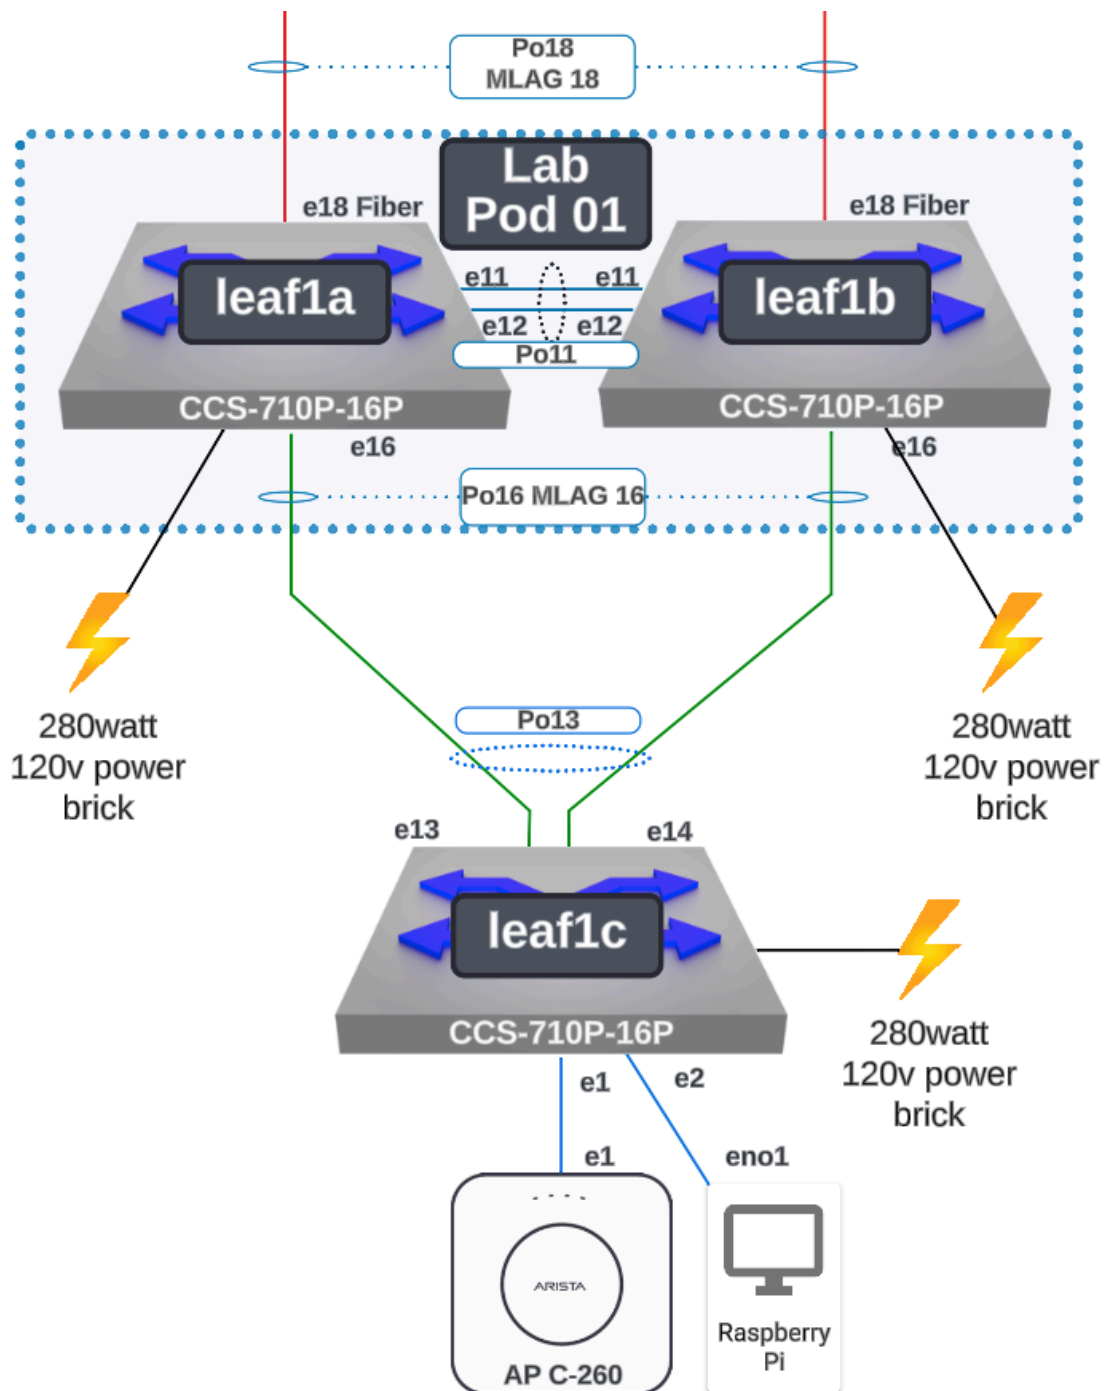 Po18
MLAG 18
Lab
Pod 01
e18 Fiber
e18 Fiber
leaf1a
e11
e11
leaf1b
e12
e12
Po11
CCS-710P-16P
CCS-710P-16P
e16
e16
Po16 MLAG 16
280watt
120v power
brick
Po13
280watt
120v power
brick
e13
e14
leaf1c
CCS-710P-16P
280watt
120v power
brick
e1
e2
e1
eno1
ARISTA
AP C-260
Raspberry
Pi